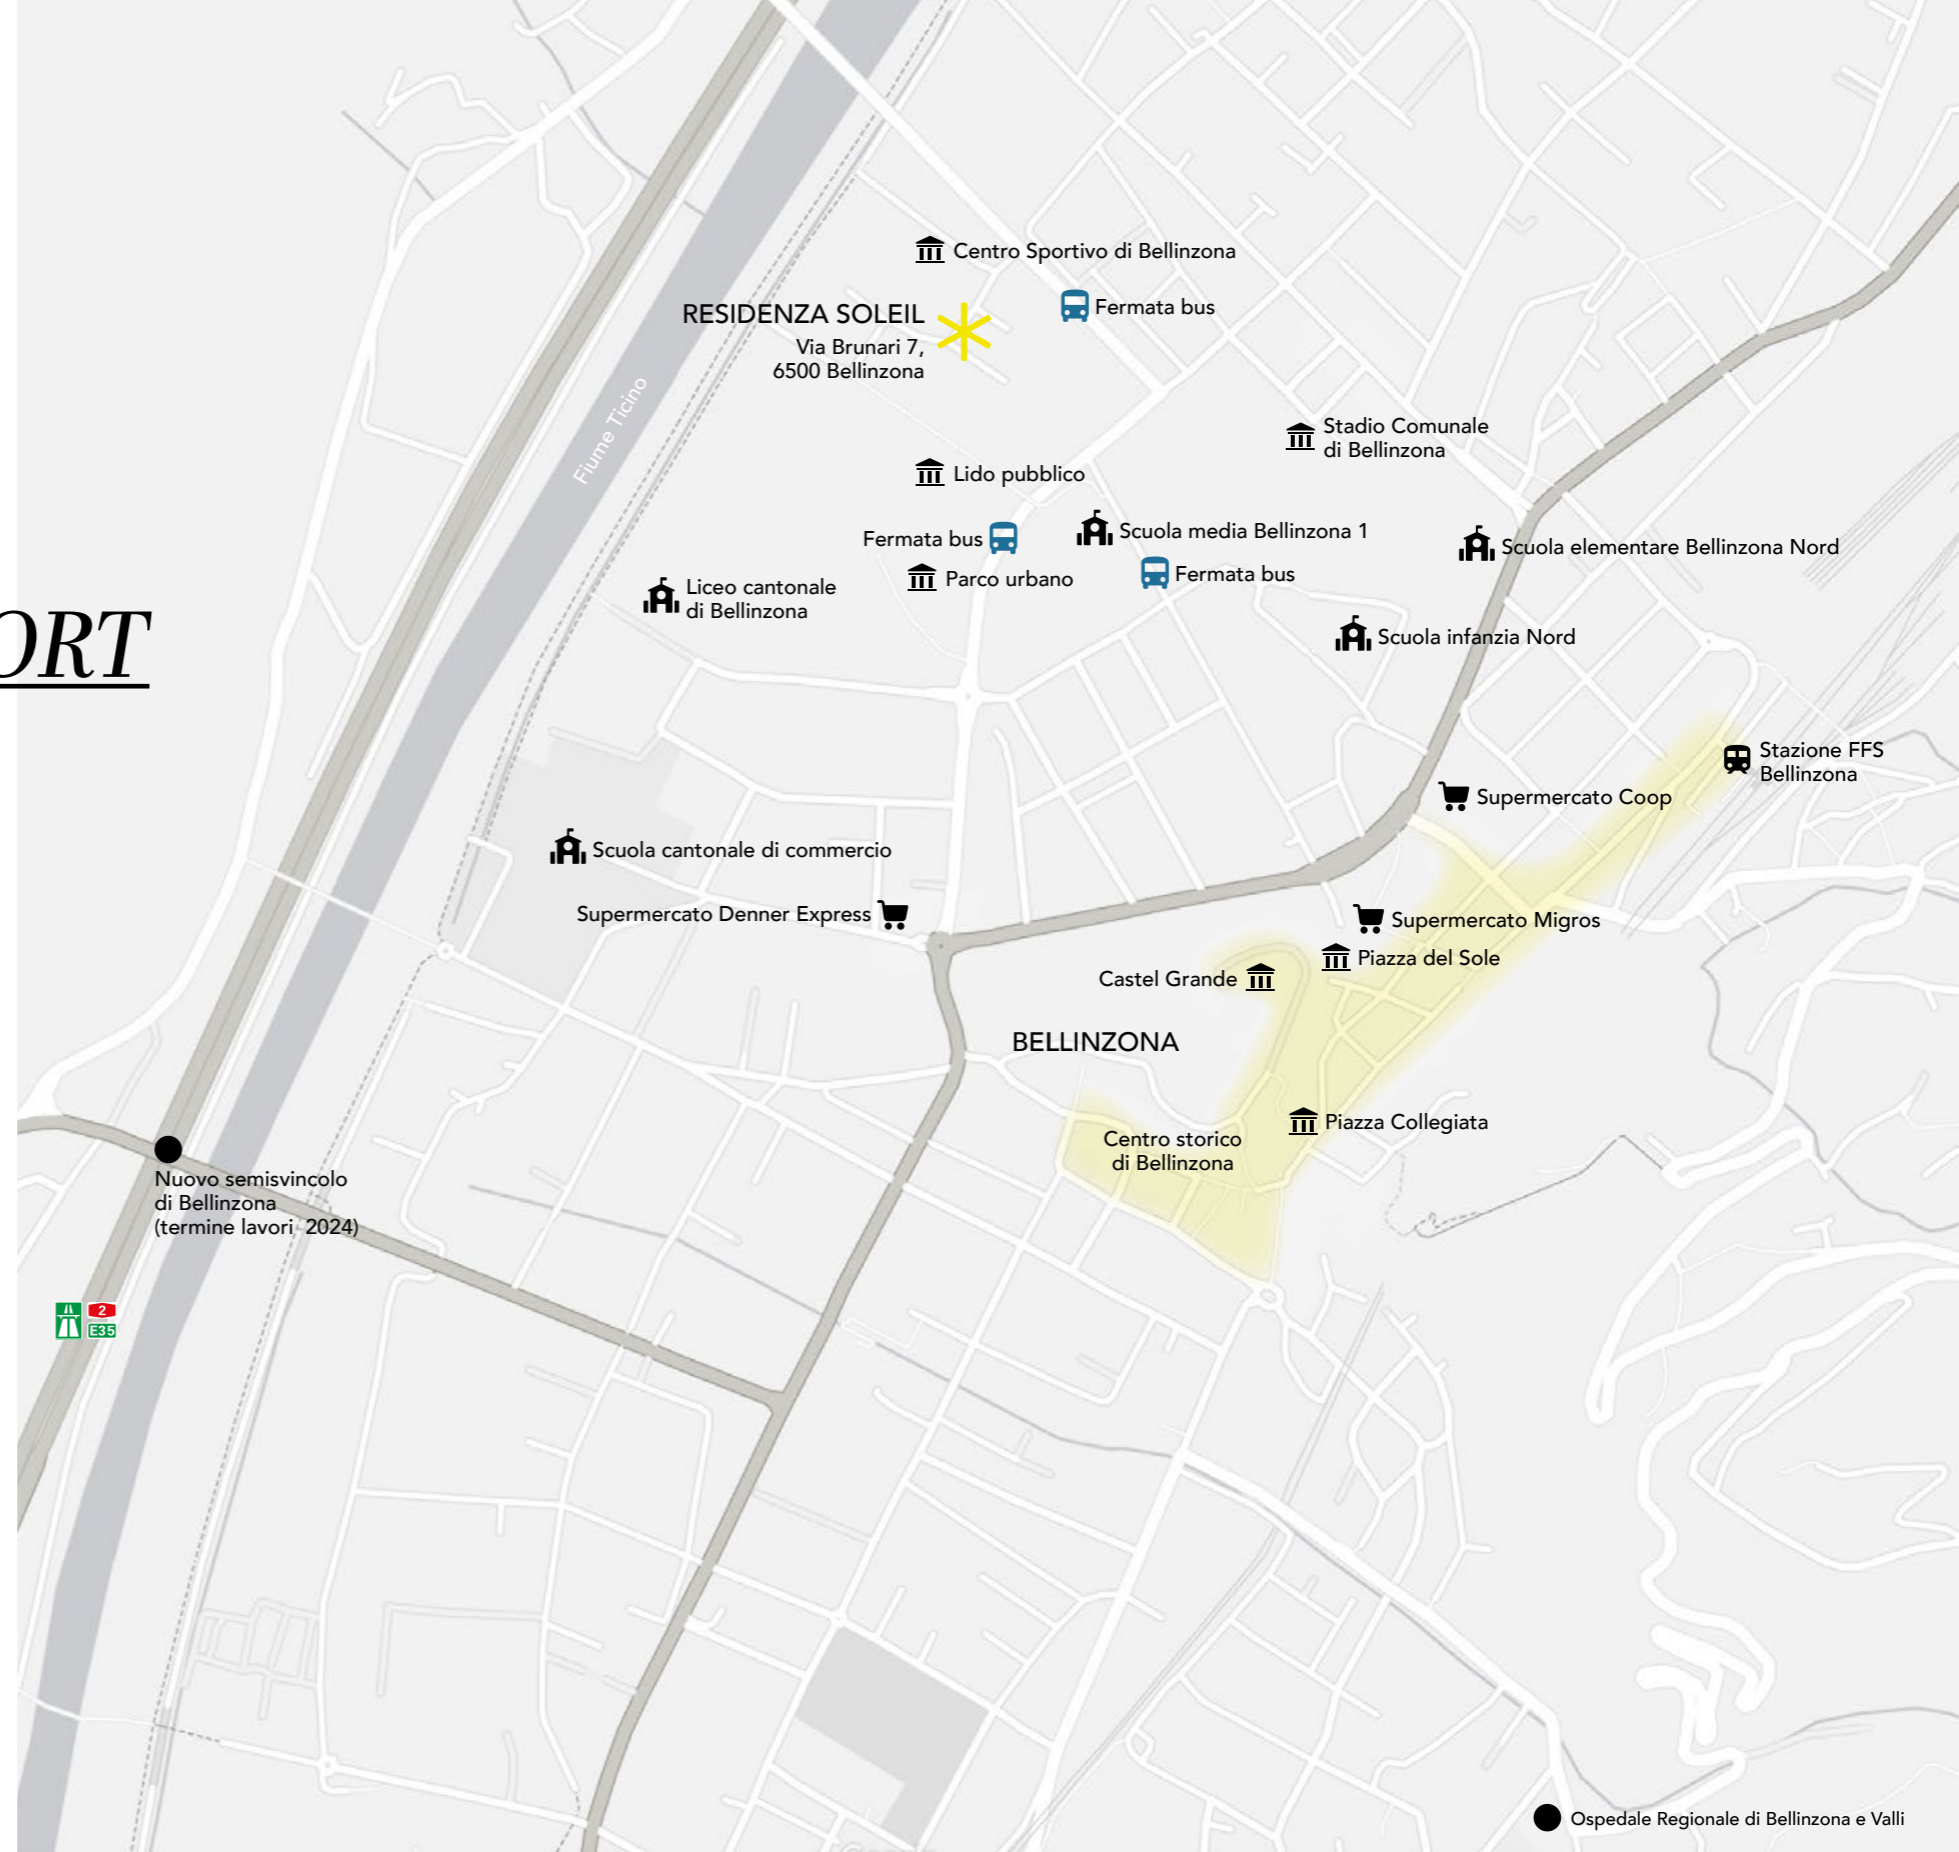 Centro Sportivo di Bellinzona
RESIDENZA SOLEIL
Via Brunari 7,
6500 Bellinzona
Fermata bus
Fiume Ticino
Stadio Comunale
di Bellinzona
Lido pubblico
Fermata bus
Scuola media Bellinzona 1
Scuola elementare Bellinzona Nord
Parco urbano
Fermata bus
Liceo cantonale
di Bellinzona
ORT
Scuola infanzia Nord
Stazione FFS
Bellinzona
Supermercato Coop
Scuola cantonale di commercio
Supermercato Denner Express
Supermercato Migros
Piazza del Sole
Castel Grande
BELLINZONA
Piazza Collegiata
Centro storico
di Bellinzona
Nuovo semisvincolo
di Bellinzona
(termine lavori 2024)
2
E35
Ospedale Regionale di Bellinzona e Valli